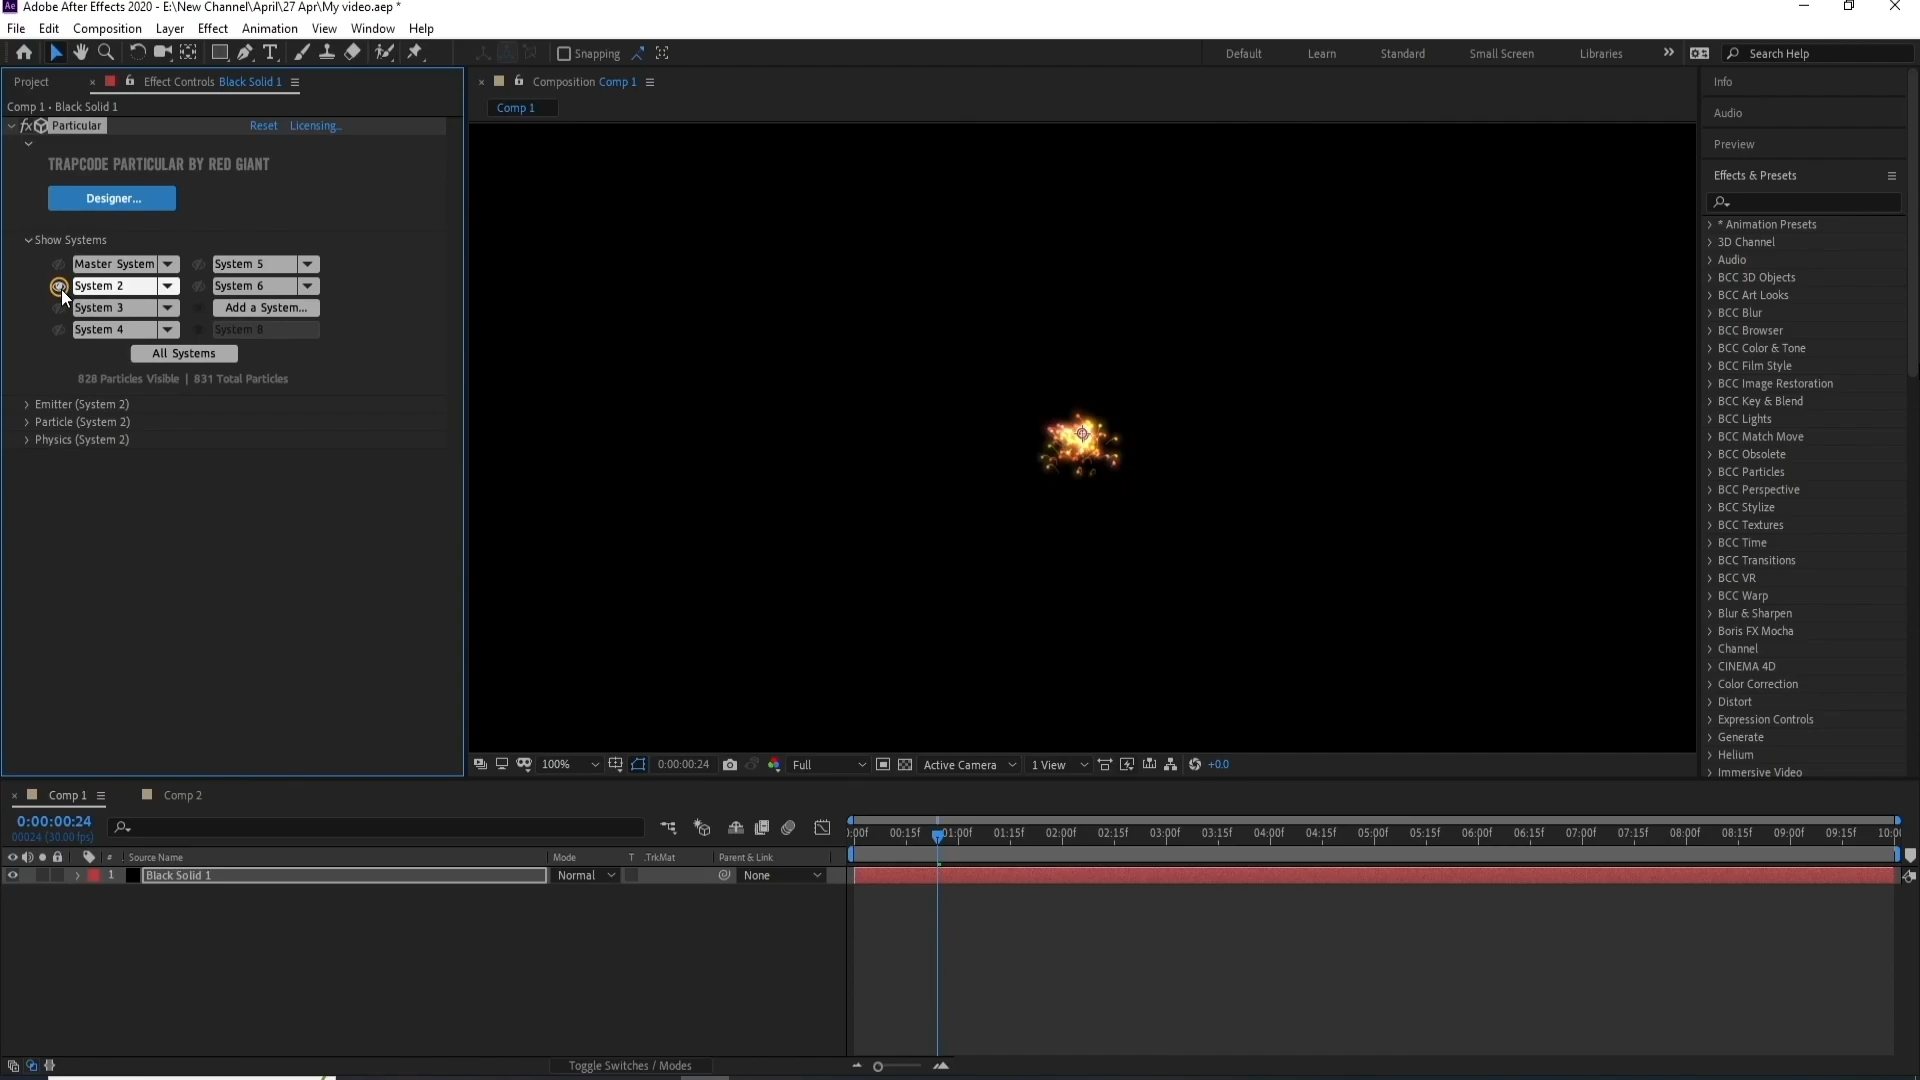 Ae Adobe After Effects 2020 - E:\New Channel\April\27 Apr\My video.aep *
File Edit Composition Layer Effect Animation View Window Help
Snapping Default Learn Standard Small Screen Libraries Search Help
Project Effect Controls Black Solid 1
Comp 1 • Black Solid 1
fx Particular Reset Licensing...
TRAPCODE PARTICULAR BY RED GIANT
Designer...
Show Systems
Master System System 5
System 2 System 6
System 3 Add a System...
System 4 System 8
All Systems
828 Particles Visible | 831 Total Particles
Emitter (System 2)
Particle (System 2)
Physics (System 2)
Composition Comp 1
Comp 1
100% 0:00:00:24 Full Active Camera 1 View +0.0
Info
Audio
Preview
Effects & Presets
* Animation Presets
3D Channel
Audio
BCC 3D Objects
BCC Art Looks
BCC Blur
BCC Browser
BCC Color & Tone
BCC Film Style
BCC Image Restoration
BCC Key & Blend
BCC Lights
BCC Match Move
BCC Obsolete
BCC Particles
BCC Perspective
BCC Stylize
BCC Textures
BCC Time
BCC Transitions
BCC VR
BCC Warp
Blur & Sharpen
Boris FX Mocha
Channel
CINEMA 4D
Color Correction
Distort
Expression Controls
Generate
Helium
Immersive Video
Comp 1 Comp 2
0:00:00:24
00024 (30.00 fps)
):00f 00:15f 01:00f 01:15f 02:00f 02:15f 03:00f 03:15f 04:00f 04:15f 05:00f 05:15f 06:00f 06:15f 07:00f 07:15f 08:00f 08:15f 09:00f 09:15f 10:0(
# Source Name Mode T .TrkMat Parent & Link
1 Black Solid 1 Normal None
Toggle Switches / Modes